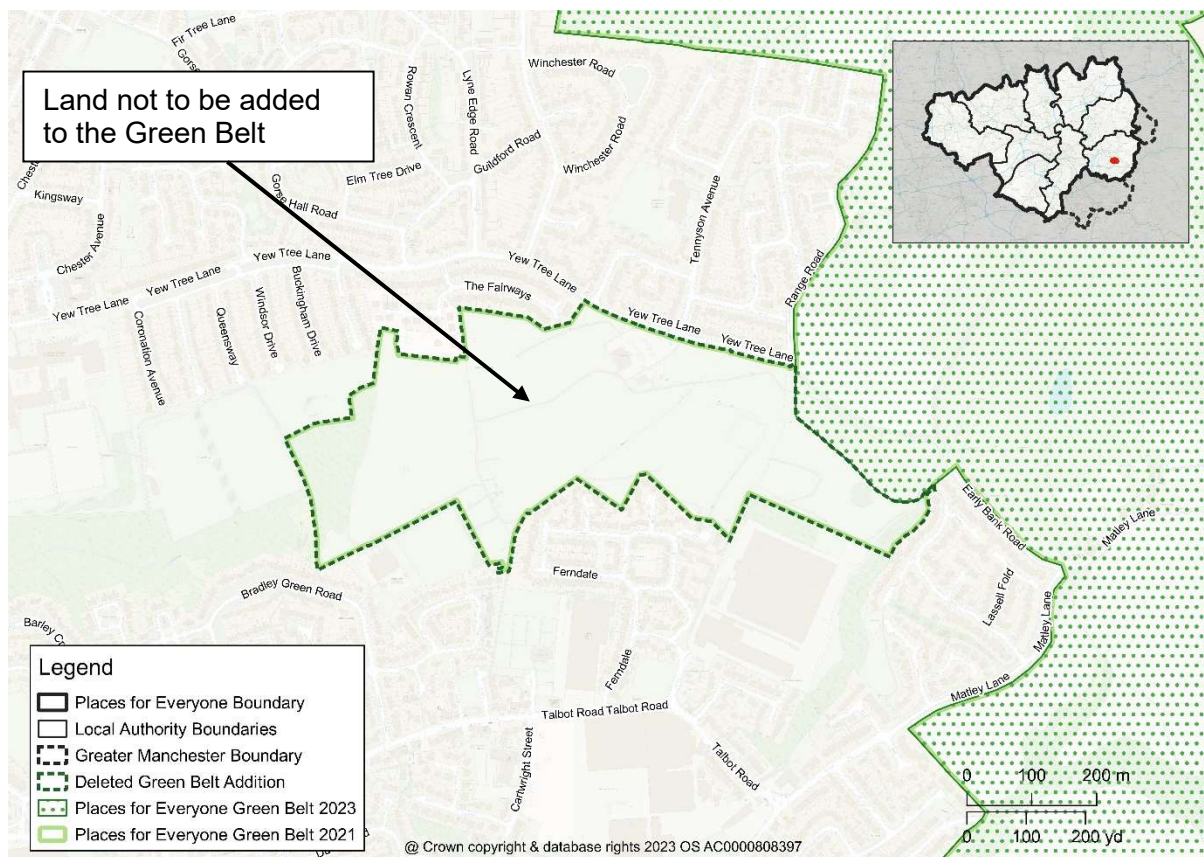 Fir Tree Lane
Gorse
Winchester Road
Land not to be added
to the Green Belt
Rowan Crescent
Lyne Edge Road
Guildford Road
Winchester Road
Elm Tree Drive
Kingsway
Gorse Hall Road
Chester Avenue
Tennyson Avenue
Range Road
Yew Tree Lane
Yew Tree Lane
Yew Tree Lane
Yew Tree Lane
The Fairways
Buckingham Drive
Windsor Drive
Queensway
Coronation Avenue
Yew Tree Lane
Yew Tree Lane
Early Bank Road
Matley Lane
Ferndale
Lassell Fold
Matley Lane
Bradley Green Road
Ferndale
Matley Lane
Talbot Road Talbot Road
Talbot Road
Cartwright Street
Legend
Places for Everyone Boundary
Local Authority Boundaries
Greater Manchester Boundary
Deleted Green Belt Addition
Places for Everyone Green Belt 2023
Places for Everyone Green Belt 2021
0 100 200 m
0 100 200 yd
@ Crown copyright & database rights 2023 OS AC0000808397